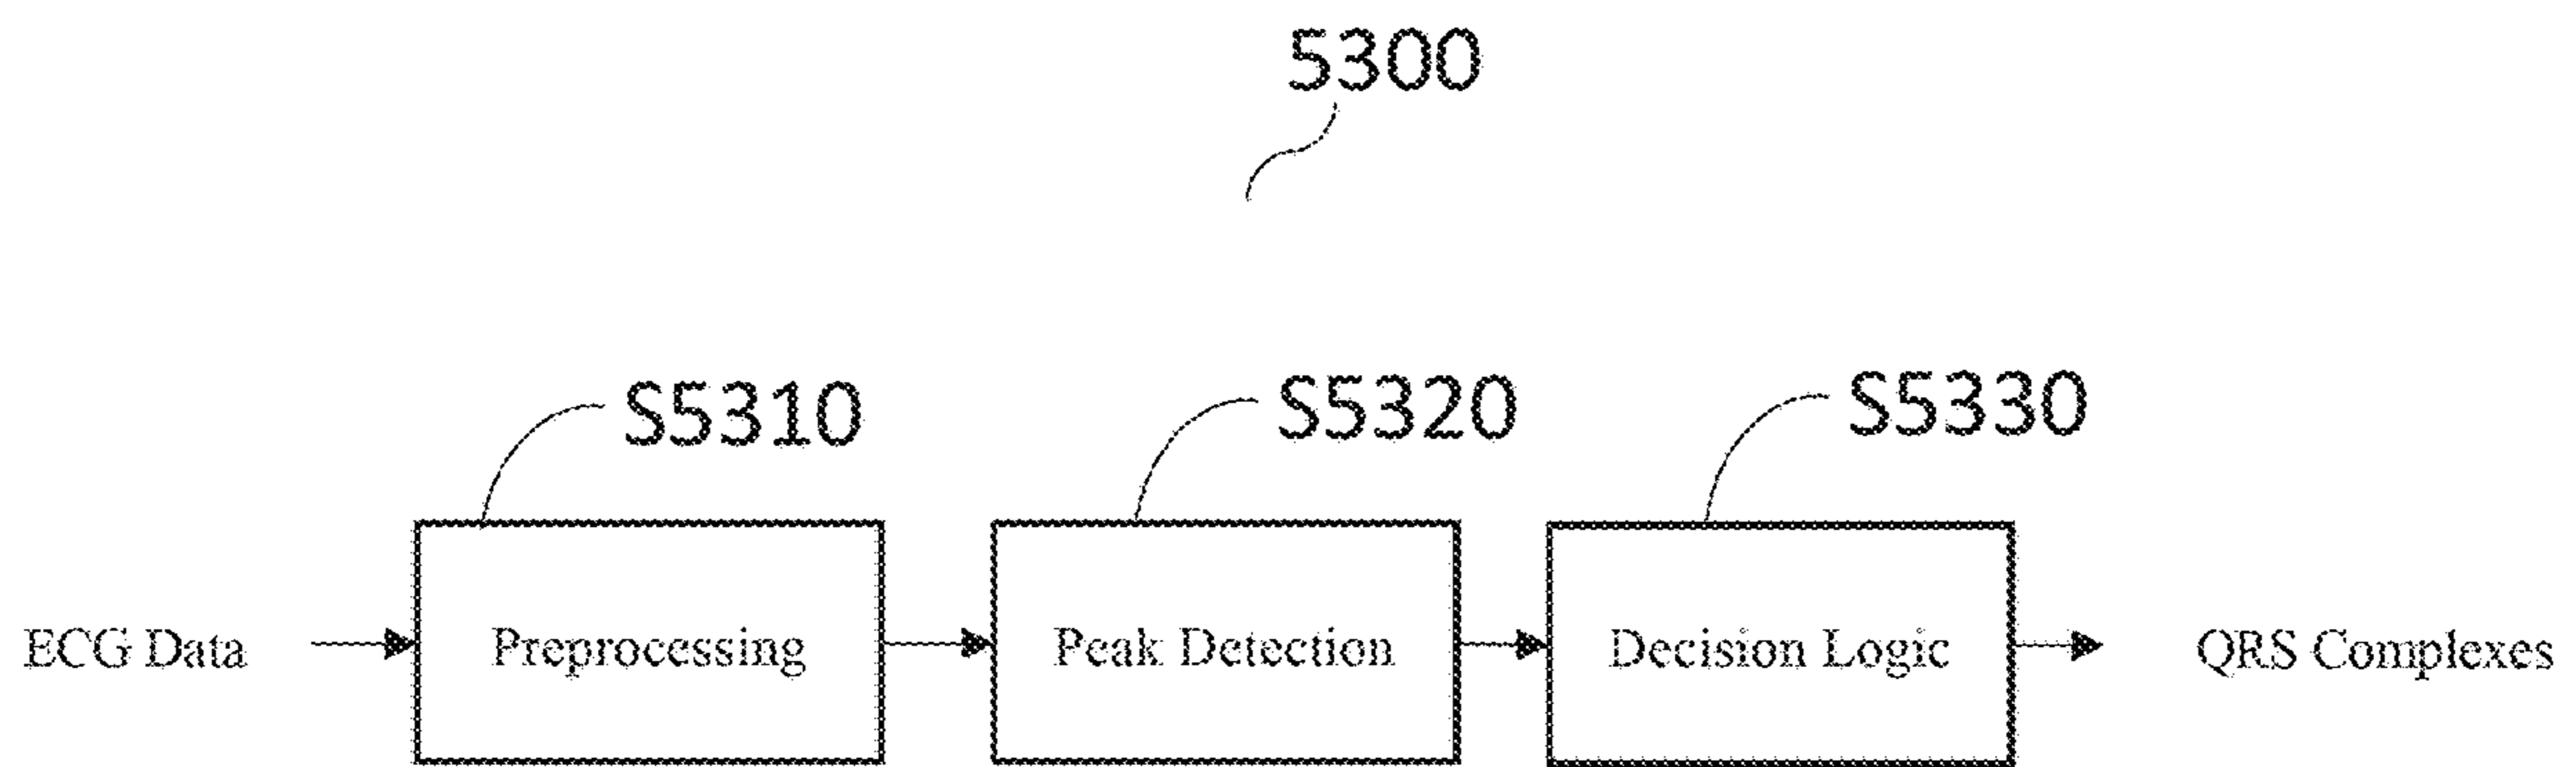 5300
S5310
S5320
S5330
ECG Data
Preprocessing
Peak Detection
Decision Logic
QRS Complexes